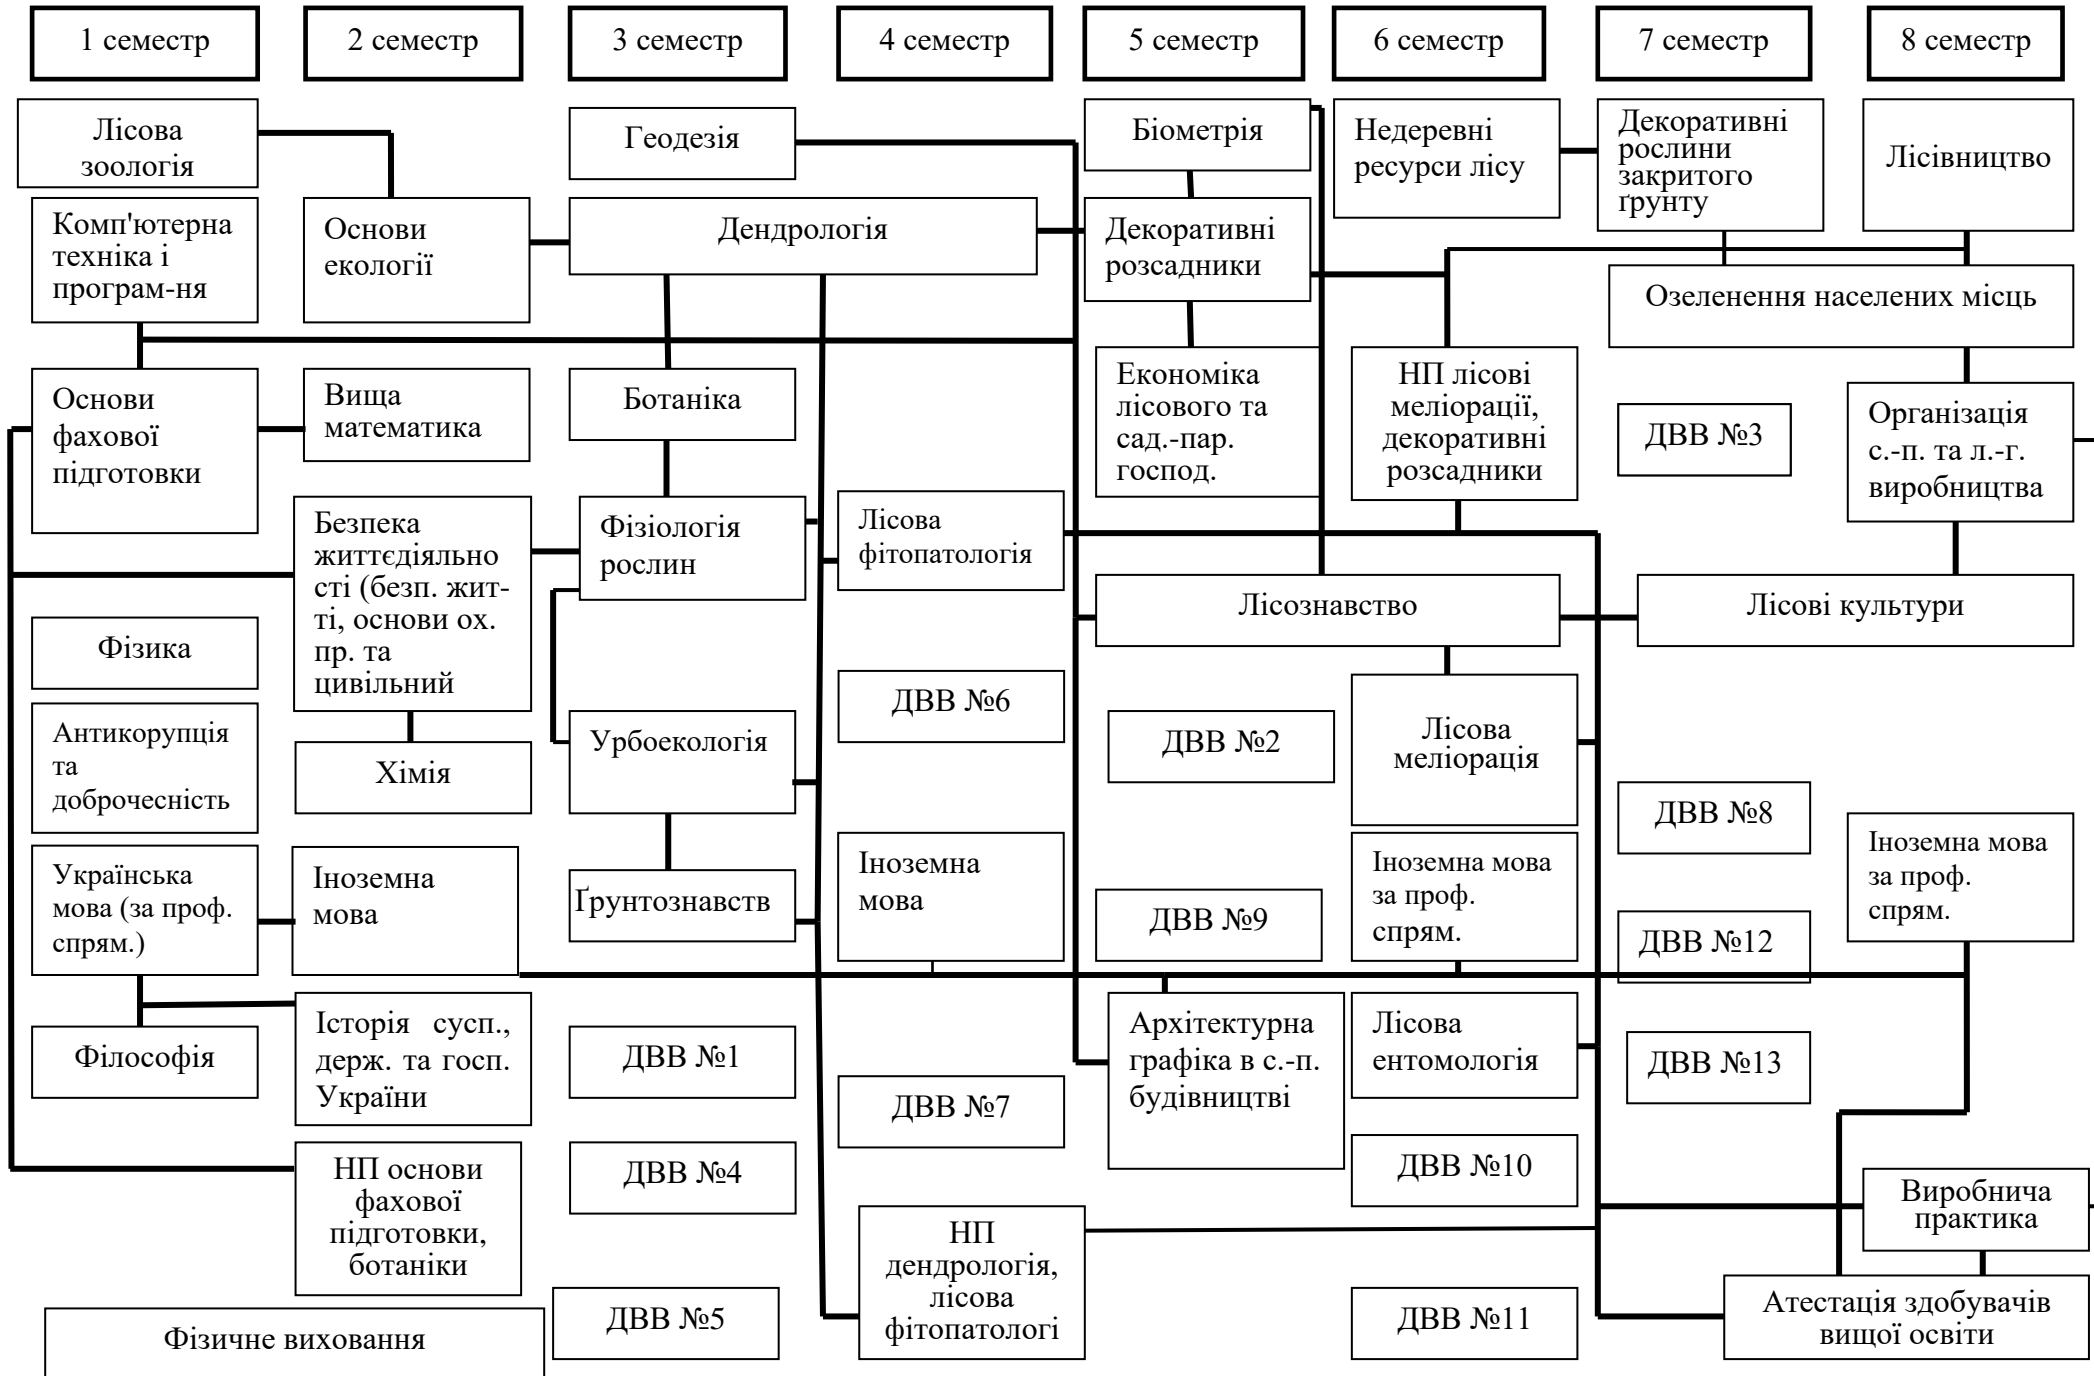 1 семестр
2 семестр
3 семестр
4 семестр
5 семестр
6 семестр
7 семестр
8 семестр
Лісова
зоологія
Геодезія
Біометрія
Недеревні
ресурси лісу
Декоративні
рослини
закритого
ґрунту
Лісівництво
Комп'ютерна
техніка і
програм-ня
Основи
екології
Дендрологія
Декоративні
розсадники
Озеленення населених місць
Основи
фахової
підготовки
Вища
математика
Ботаніка
Економіка
лісового та
сад.-пар.
господ.
НП лісові
меліорації,
декоративні
розсадники
ДВВ №3
Організація
с.-п. та л.-г.
виробництва
Безпека
життєдіяльно
сті (безп. жит-
ті, основи ох.
пр. та
цивільний
Фізіологія
рослин
Лісова
фітопатологія
Лісознавство
Лісові культури
Фізика
ДВВ №6
ДВВ №2
Лісова
меліорація
Антикорупція
та
доброчесність
Хімія
Урбоекологія
ДВВ №8
Українська
мова (за проф.
спрям.)
Іноземна
мова
Ґрунтознавств
Іноземна
мова
ДВВ №9
Іноземна мова
за проф.
спрям.
ДВВ №12
Іноземна мова
за проф.
спрям.
Філософія
Історія сусп.,
держ. та госп.
України
ДВВ №1
ДВВ №7
Архітектурна
графіка в с.-п.
будівництві
Лісова
ентомологія
ДВВ №13
НП основи
фахової
підготовки,
ботаніки
ДВВ №4
НП
дендрологія,
лісова
фітопатологі
ДВВ №10
Виробнича
практика
Фізичне виховання
ДВВ №5
ДВВ №11
Атестація здобувачів
вищої освіти